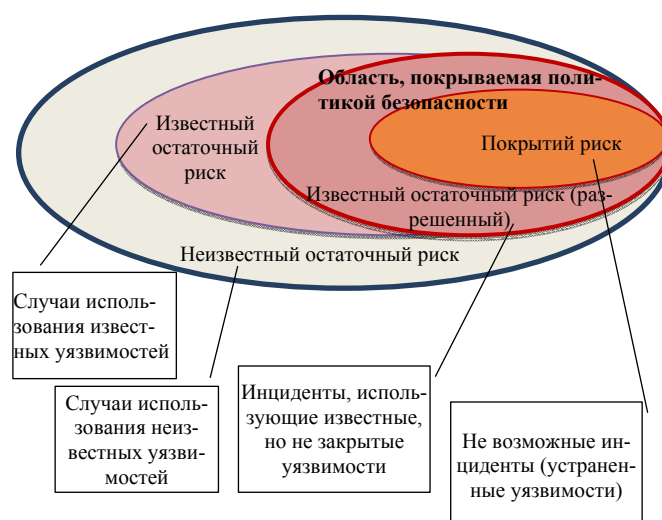 Область, покрываемая поли-
тикой безопасности
Известный
остаточный
риск
Покрытий риск
Известный остаточный риск (раз-
решенный)
Неизвестный остаточный риск
Случаи исполь-
зования извест-
ных уязвимостей
Случаи исполь-
зования неиз-
вестных уязви-
мостей
Инциденты, исполь-
зующие известные,
но не закрытые
уязвимости
Не возможные ин-
циденты (устранен-
ные уязвимости)